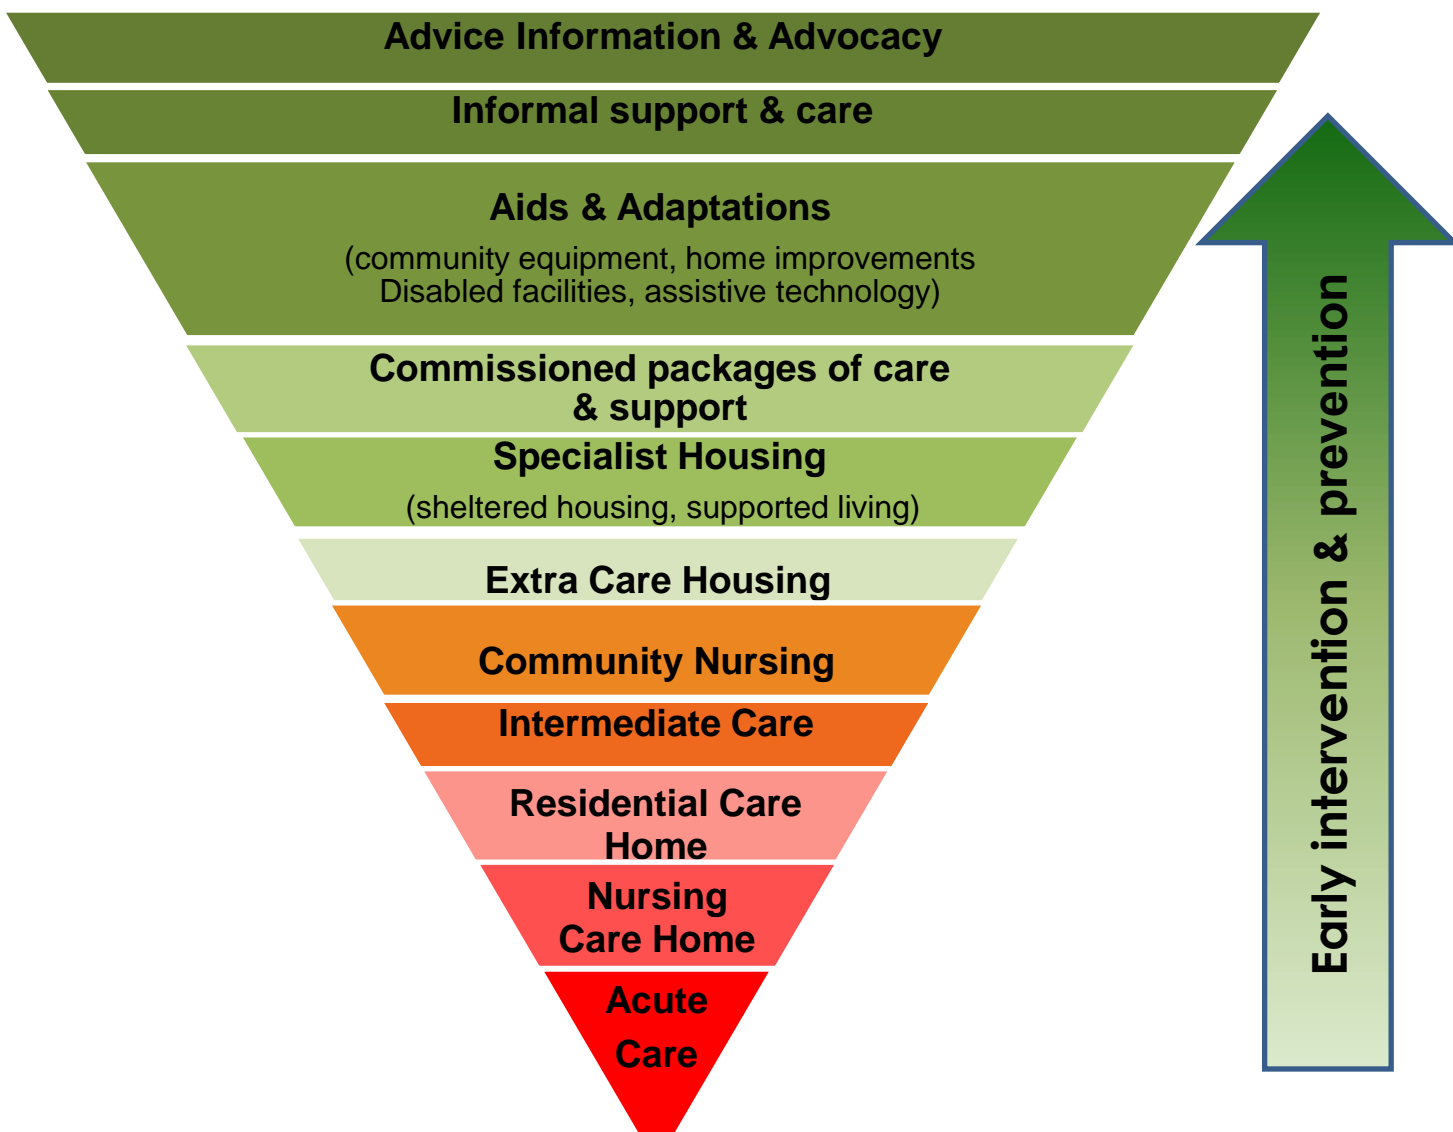 Advice Information & Advocacy
Informal support & care
Aids & Adaptations
(community equipment, home improvements
Disabled facilities, assistive technology)
Commissioned packages of care
& support
Specialist Housing
(sheltered housing, supported living)
Extra Care Housing
Community Nursing
Intermediate Care
Residential Care
Home
Nursing
Care Home
Acute
Care
Early intervention & prevention